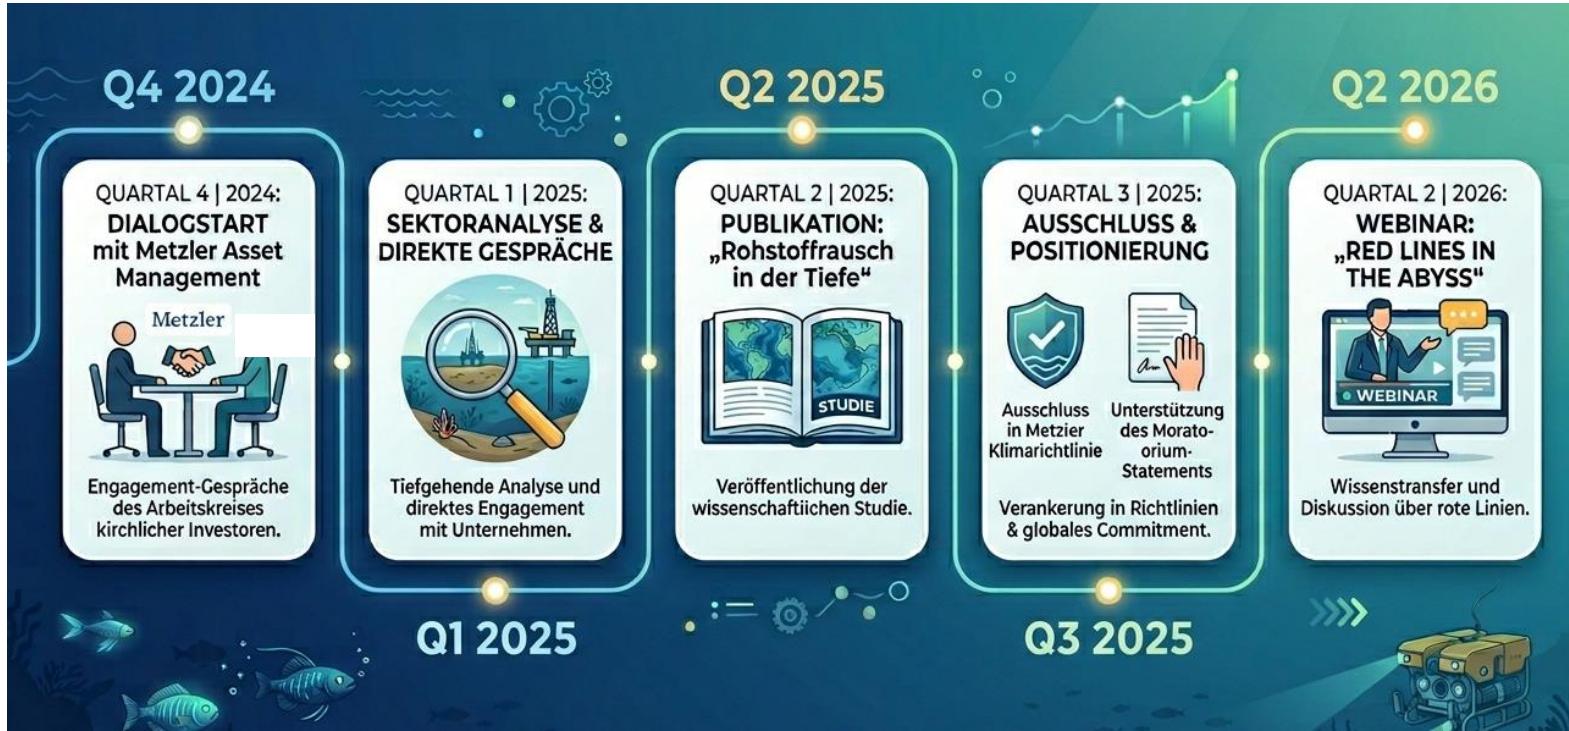 Q4 2024
QUARTAL 4 | 2024:
DIALOGSTART
mit Metzler Asset
Management
Metzler
Engagement-Gespräche
des Arbeitskreises
kirchlicher Investoren.
QUARTAL 1 | 2025:
SEKTORANALYSE &
DIREKTE GESPRÄCHE
Tiefgehende Analyse und
direktes Engagement
mit Unternehmen.
Q1 2025
Q2 2025
QUARTAL 2 | 2025:
PUBLIKATION:
„Rohstoffrausch
in der Tiefe“
STUDIE
Veröffentlichung der
wissenschaftiichen Studie.
QUARTAL 3 | 2025:
AUSSCHLUSS &
POSITIONIERUNG
Ausschluss
in Metzier
Klimarichtlinie
Unterstützung
des Morato-
orium-
Statements
Verankerung in Richtlinien
& globales Commitment.
Q3 2025
Q2 2026
QUARTAL 2 | 2026:
WEBINAR:
„RED LINES IN
THE ABYSS“
WEBINAR
Wissenstransfer und
Diskussion über rote Linien.